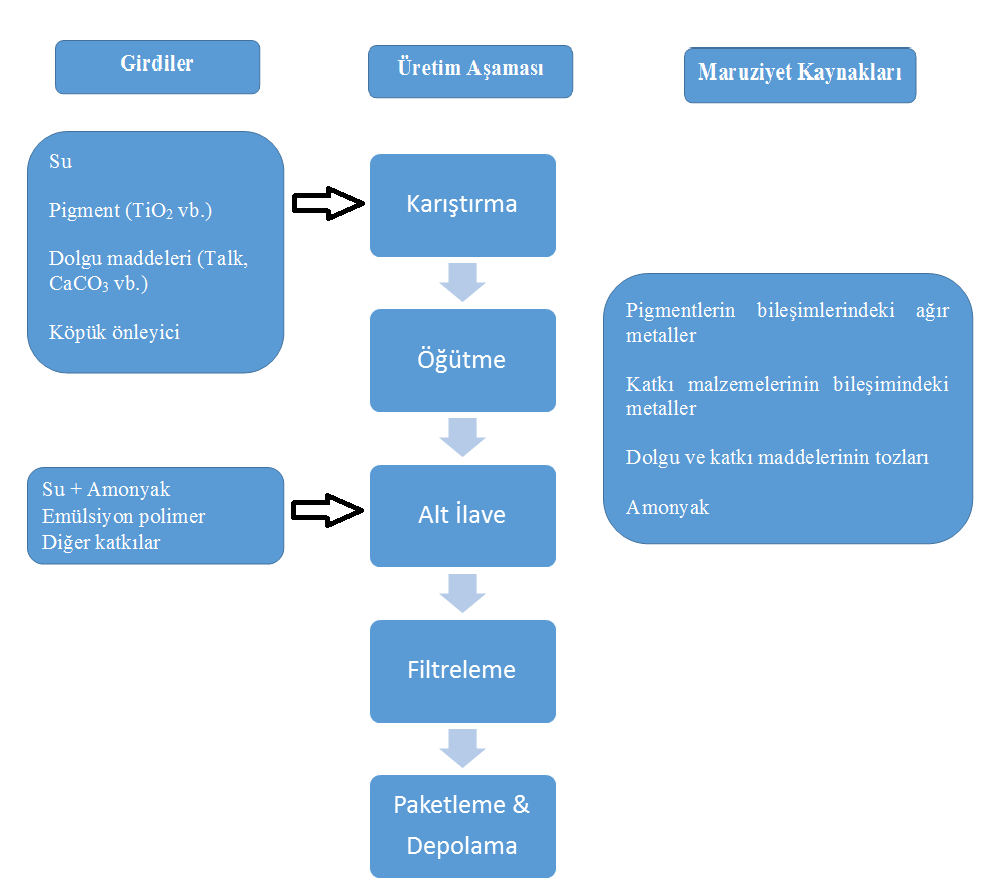 Girdiler
Üretim Aşaması
Maruziyet Kaynakları
Su
Pigment (TiO₂ vb.)
Dolgu maddeleri (Talk,
CaCO₃ vb.)
Köpük önleyici
Karıştırma
Öğütme
Su + Amonyak
Emülsiyon polimer
Diğer katkılar
Alt İlave
Filtreleme
Paketleme &
Depolama
Pigmentlerin bileşimlerindeki ağır
metaller
Katkı malzemelerinin bileşimindeki
metaller
Dolgu ve katkı maddelerinin tozları
Amonyak